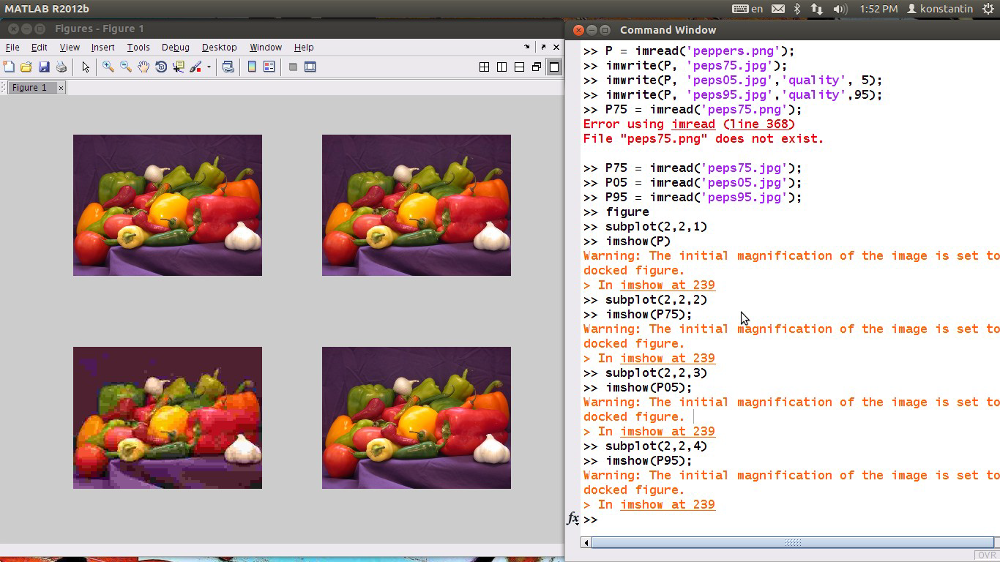 MATLAB R2012b
en
1:52 PM
konstantin
Figures - Figure 1
File Edit View Insert Tools Debug Desktop Window Help
Figure 1
Command Window
>> P = imread('peppers.png');
>> imwrite(P, 'peps75.jpg');
>> imwrite(P, 'peps05.jpg','quality', 5);
>> imwrite(P, 'peps95.jpg','quality',95);
>> P75 = imread('peps75.png');
Error using imread (line 368)
File "peps75.png" does not exist.
>> P75 = imread('peps75.jpg');
>> P05 = imread('peps05.jpg');
>> P95 = imread('peps95.jpg');
>> figure
>> subplot(2,2,1)
>> imshow(P)
Warning: The initial magnification of the image is set to
docked figure.
> In imshow at 239
>> subplot(2,2,2)
>> imshow(P75);
Warning: The initial magnification of the image is set to
docked figure.
> In imshow at 239
>> subplot(2,2,3)
>> imshow(P05);
Warning: The initial magnification of the image is set to
docked figure.
> In imshow at 239
>> subplot(2,2,4)
>> imshow(P95);
Warning: The initial magnification of the image is set to
docked figure.
> In imshow at 239
fx >>
OVR